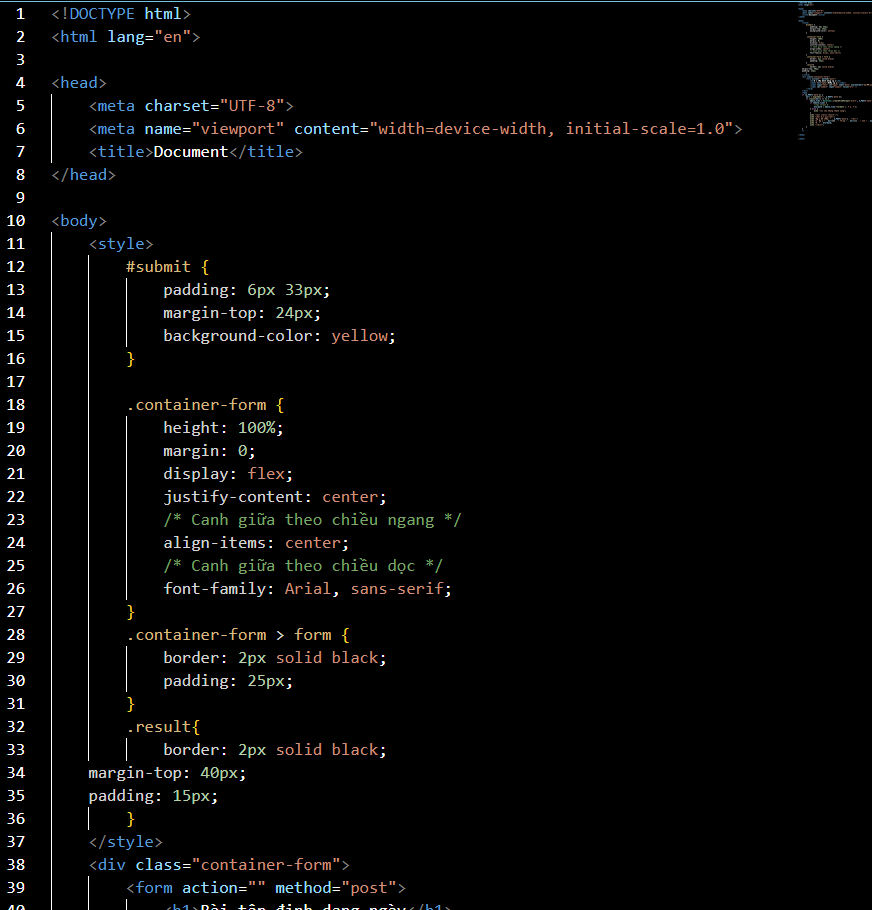 1 <!DOCTYPE html>
2 <html lang="en">
3
4 <head>
5     <meta charset="UTF-8">
6     <meta name="viewport" content="width=device-width, initial-scale=1.0">
7     <title>Document</title>
8 </head>
9
10 <body>
11     <style>
12         #submit {
13             padding: 6px 33px;
14             margin-top: 24px;
15             background-color: yellow;
16         }
17
18         .container-form {
19             height: 100%;
20             margin: 0;
21             display: flex;
22             justify-content: center;
23             /* Canh giữa theo chiều ngang */
24             align-items: center;
25             /* Canh giữa theo chiều dọc */
26             font-family: Arial, sans-serif;
27         }
28         .container-form > form {
29             border: 2px solid black;
30             padding: 25px;
31         }
32         .result{
33             border: 2px solid black;
34     margin-top: 40px;
35     padding: 15px;
36         }
37     </style>
38     <div class="container-form">
39         <form action="" method="post">
40             <h1>Bài tập định dạng ngày</h1>